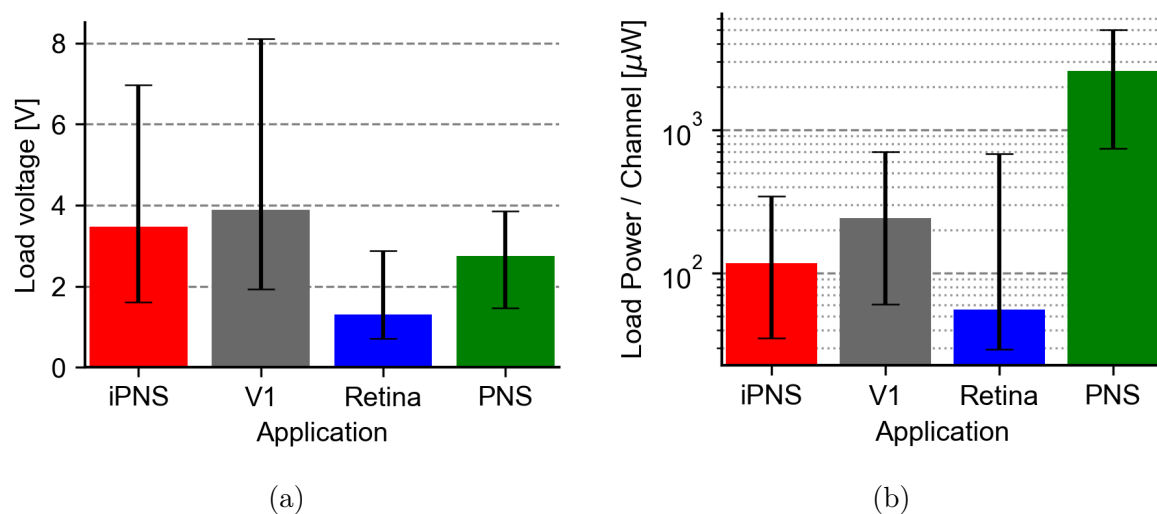 Load voltage [V]
8
6
4
2
0
iPNS V1 Retina PNS
Application
(a)
Load Power / Channel [µW]
10³
10²
iPNS V1 Retina PNS
Application
(b)